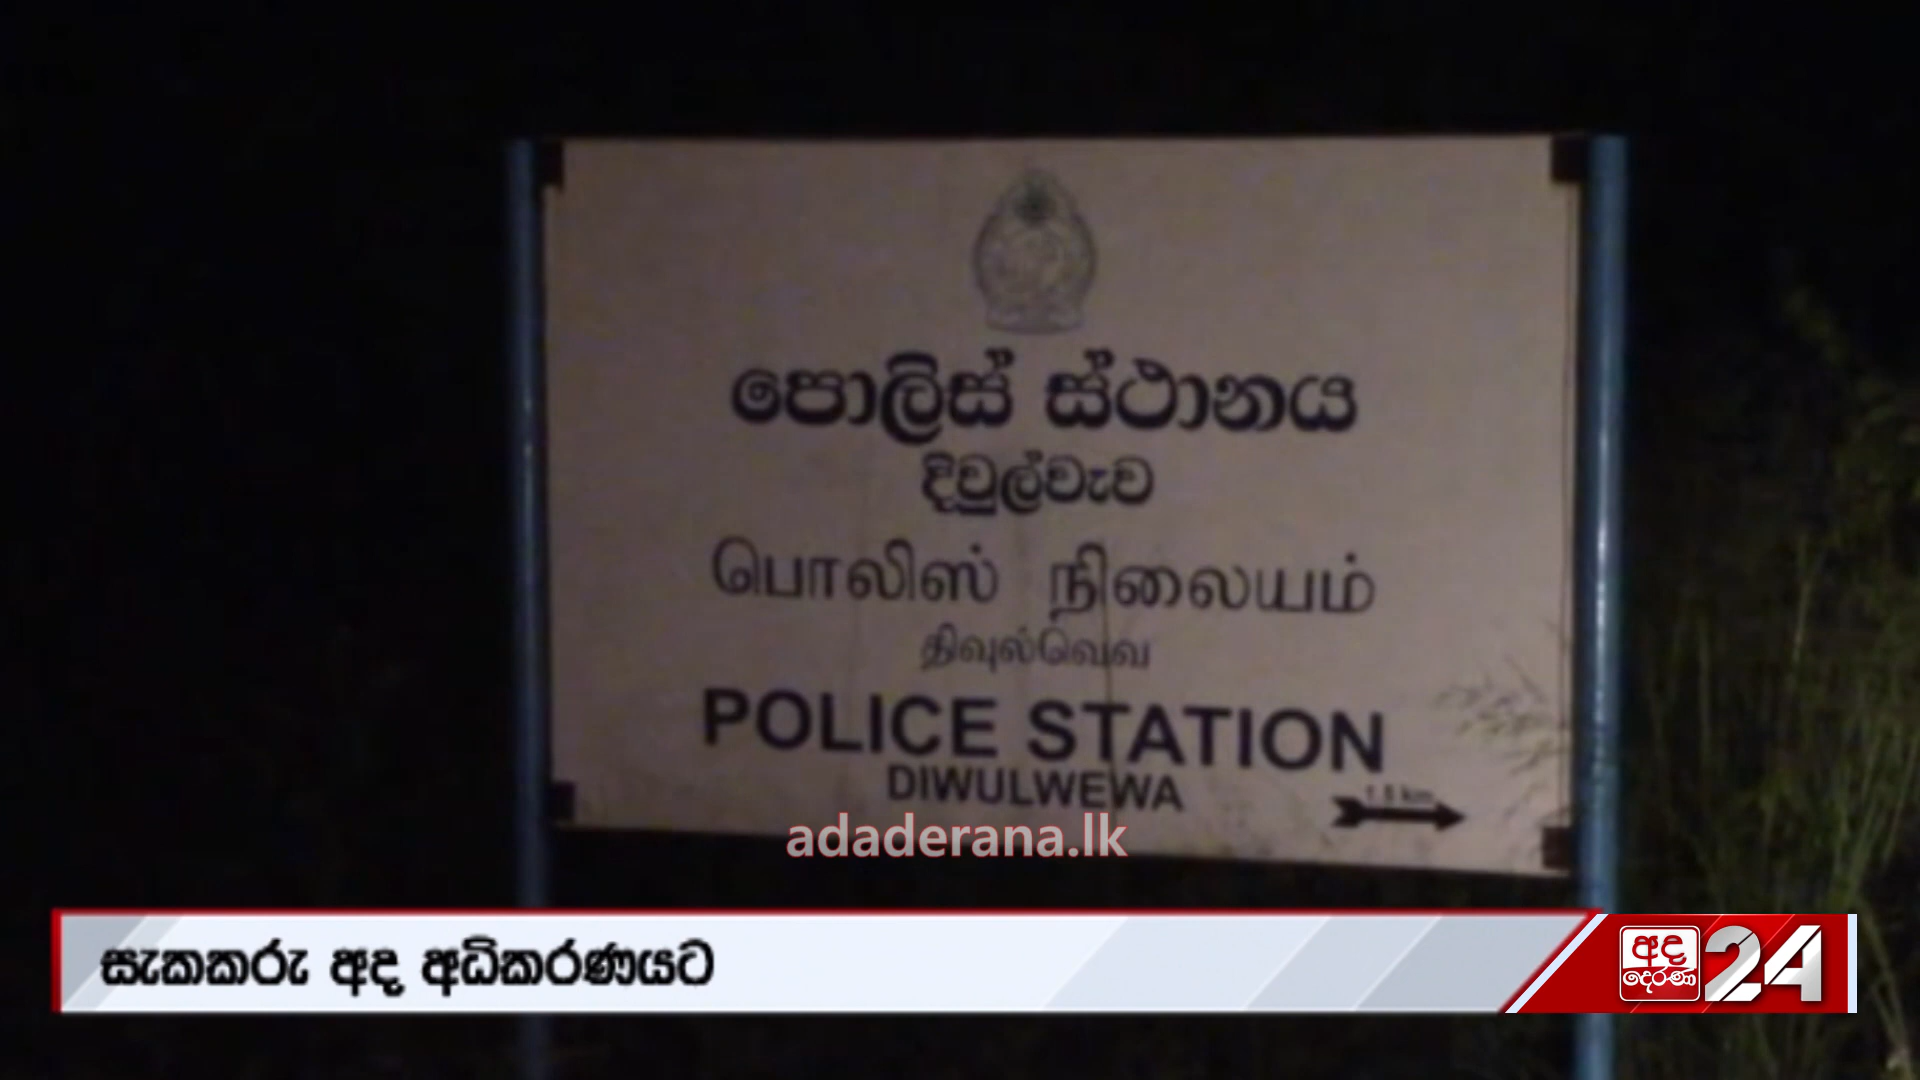 පොලිස් ස්ථානය
දිවුල්වැව
பொலிஸ் நிலையம்
திவுல்வெவ
POLICE STATION
DIWULWEWA
adaderana.lk
සැකකරු අද අධිකරණයට
අද
දෙරණ
24